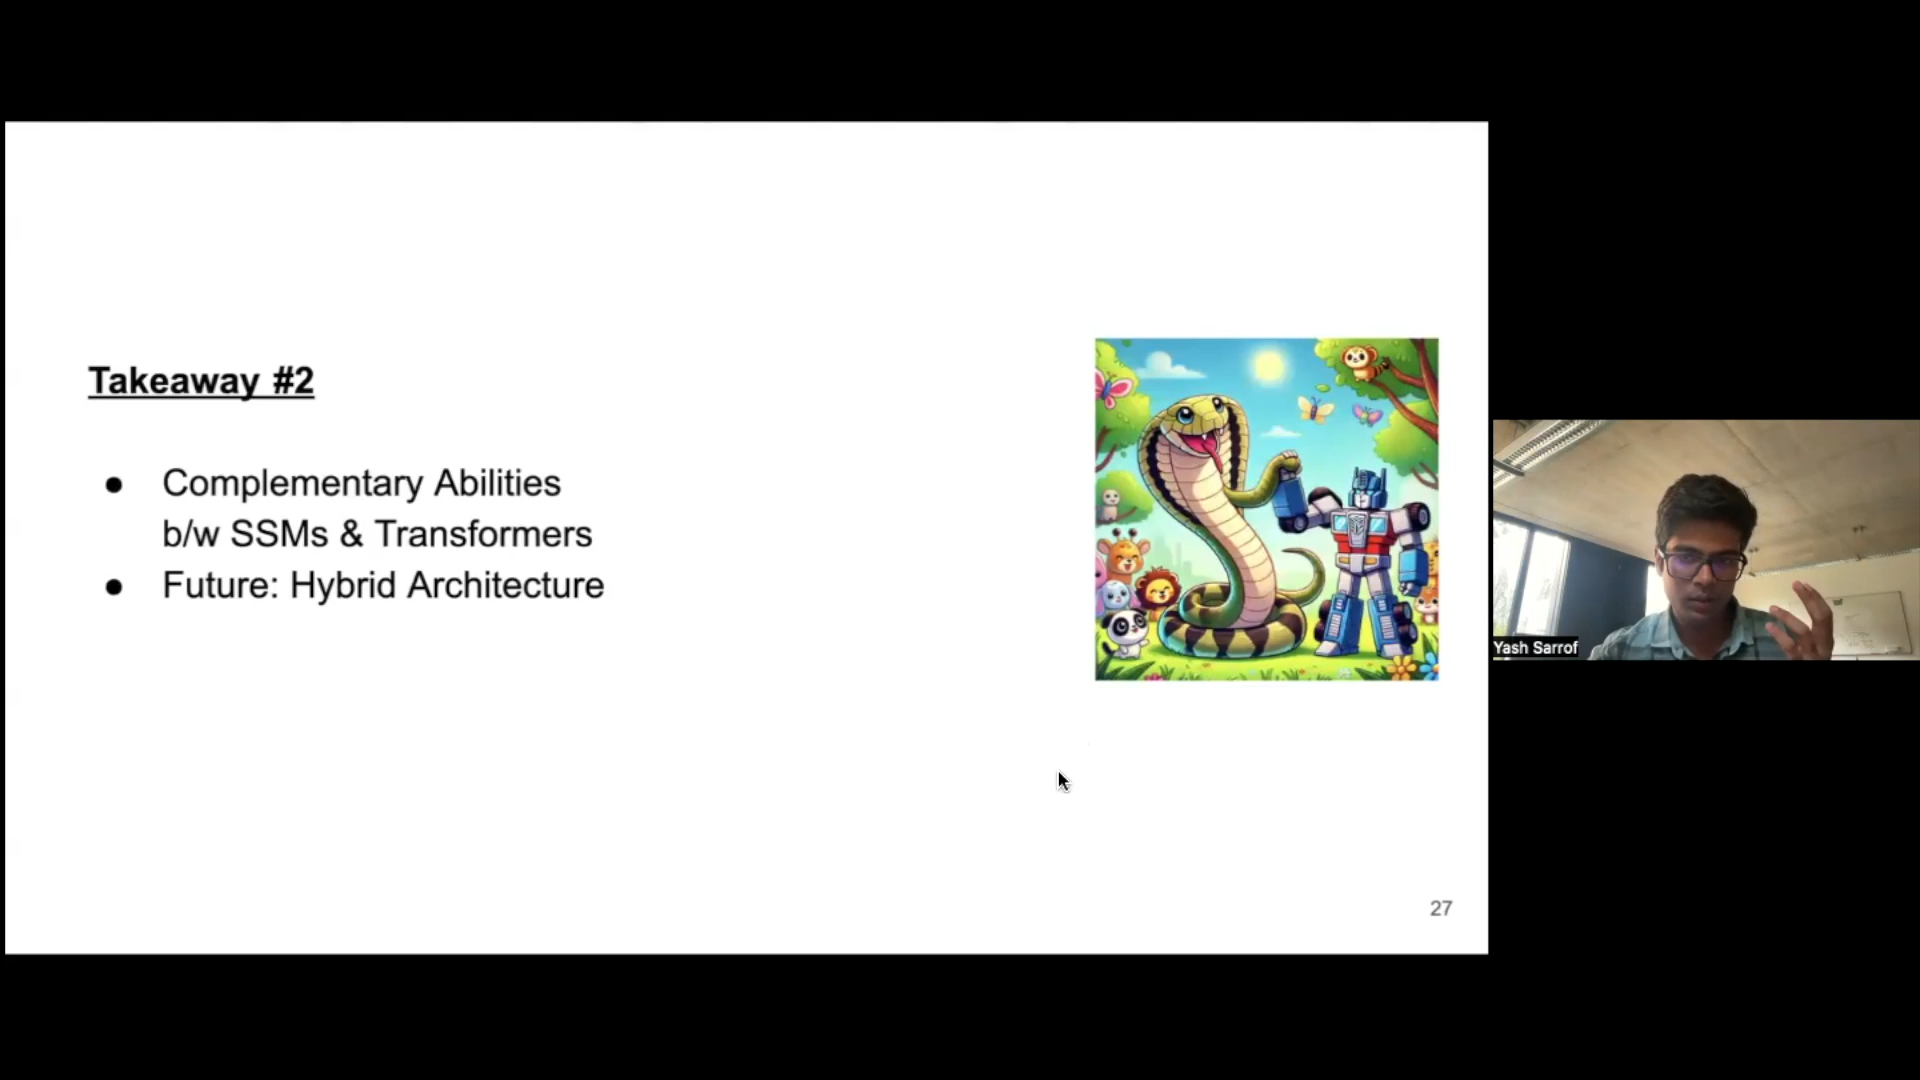 Takeaway #2
● Complementary Abilities
b/w SSMs & Transformers
● Future: Hybrid Architecture
27
Yash Sarrof